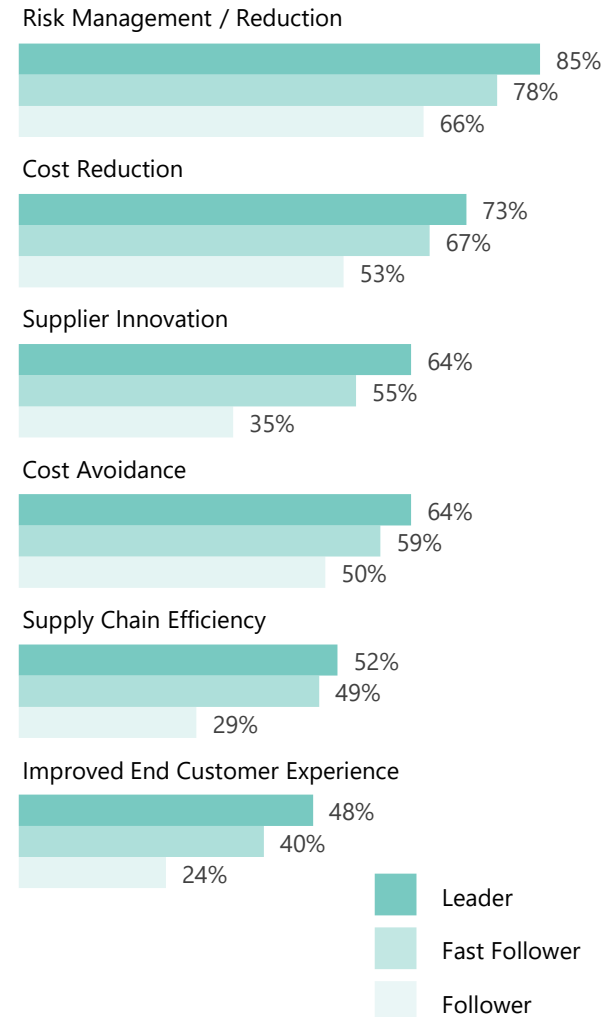 Risk Management / Reduction
85%
78%
66%
Cost Reduction
73%
67%
53%
Supplier Innovation
64%
55%
35%
Cost Avoidance
64%
59%
50%
Supply Chain Efficiency
52%
49%
29%
Improved End Customer Experience
48%
40%
24%
Leader
Fast Follower
Follower